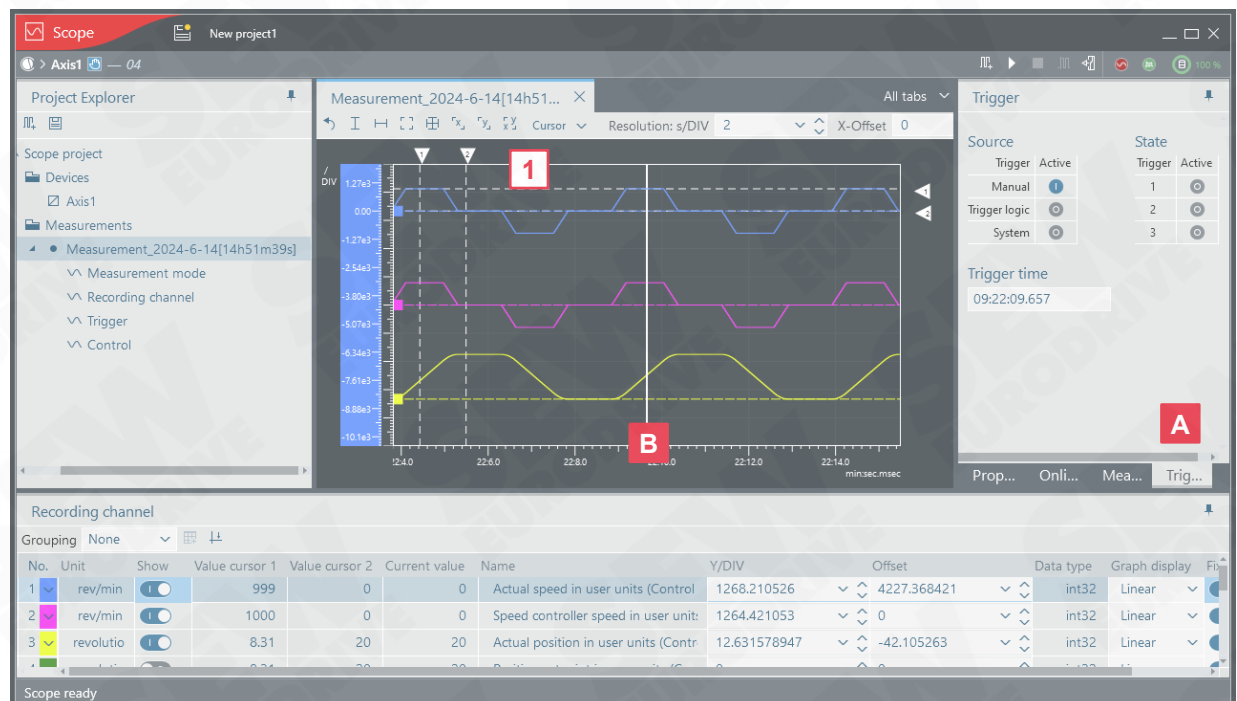 Scope
New project1
> Axis1 — 04
100 %
Project Explorer
Scope project
Devices
Axis1
Measurements
Measurement_2024-6-14[14h51m39s]
Measurement mode
Recording channel
Trigger
Control
Measurement_2024-6-14[14h51...
All tabs
Cursor
Resolution: s/DIV 2
X-Offset 0
1
2
1
/
DIV
1.27e3
0.00
-1.27e3
-2.54e3
-3.80e3
-5.07e3
-6.34e3
-7.61e3
-8.88e3
-10.1e3
1
2
B
22:6.0 22:8.0 22:12.0 22:14.0
min:sec.msec
Trigger
Source
Trigger Active
Manual
Trigger logic
System
State
Trigger Active
1
2
3
Trigger time
09:22:09.657
A
Prop... Onli... Mea... Trig...
Recording channel
Grouping None
No. Unit Show Value cursor 1 Value cursor 2 Current value Name Y/DIV Offset Data type Graph display Fix
1 rev/min 999 0 0 Actual speed in user units (Control 1268.210526 4227.368421 int32 Linear
2 rev/min 1000 0 0 Speed controller speed in user unit: 1264.421053 0 int32 Linear
3 revolutio 8.31 20 20 Actual position in user units (Contr 12.631578947 -42.105263 int32 Linear
Scope ready